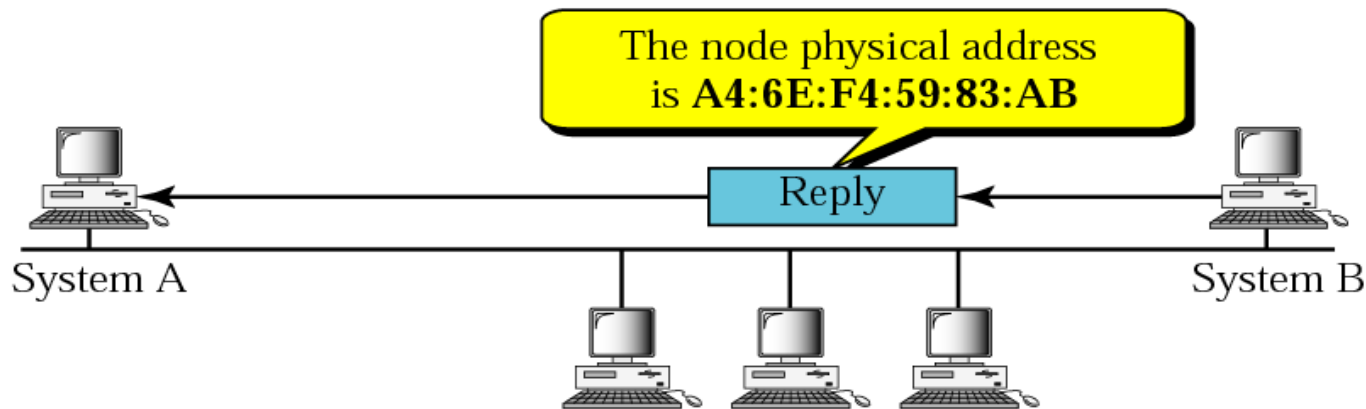 The node physical address
is A4:6E:F4:59:83:AB
Reply
System A
System B